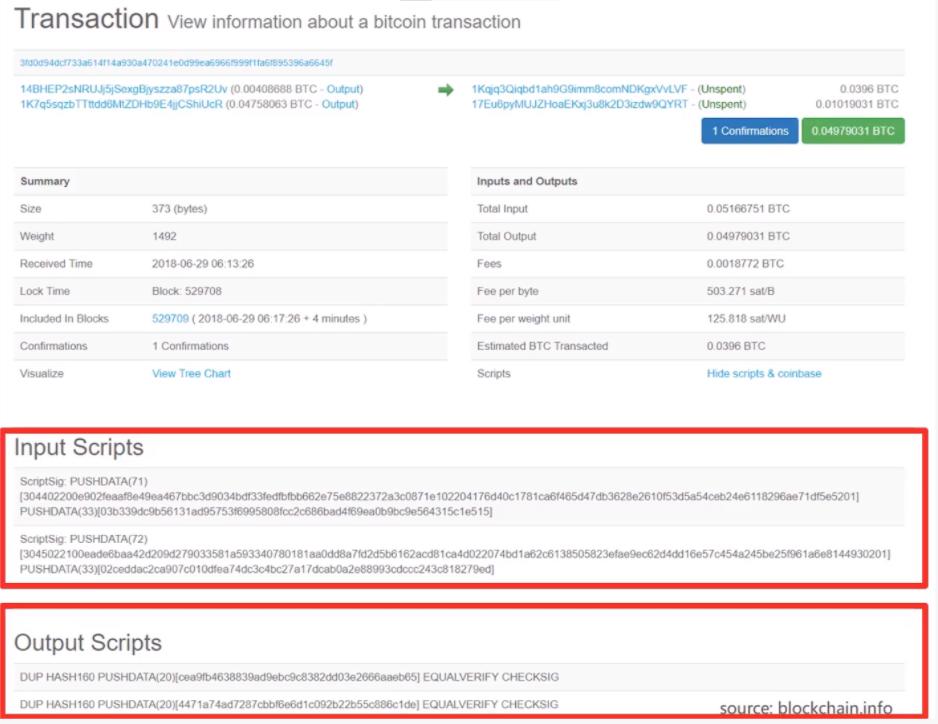 Transaction View information about a bitcoin transaction
3fd0d94dcf733a614f14a930a470241e0d99ea6966f999f1fa6f895396a6645f
14BHEP2sNRUJj5jSexgBjyszza87psR2Uv (0.00408688 BTC - Output)
1K7q5sqzbTTttdd6MtZDHb9E4jjCShiUcR (0.04758063 BTC - Output)
1Kqjq3Qiqbd1ah9G9imm8comNDKgxVvLVF - (Unspent) 0.0396 BTC
17Eu6pyMUJZHoaEKxj3u8k2D3izdw9QYRT - (Unspent) 0.01019031 BTC
1 Confirmations 0.04979031 BTC
Summary
Size 373 (bytes)
Weight 1492
Received Time 2018-06-29 06:13:26
Lock Time Block: 529708
Included In Blocks 529709 ( 2018-06-29 06:17:26 + 4 minutes )
Confirmations 1 Confirmations
Visualize View Tree Chart
Inputs and Outputs
Total Input 0.05166751 BTC
Total Output 0.04979031 BTC
Fees 0.0018772 BTC
Fee per byte 503.271 sat/B
Fee per weight unit 125.818 sat/WU
Estimated BTC Transacted 0.0396 BTC
Scripts Hide scripts & coinbase
Input Scripts
ScriptSig: PUSHDATA(71)
[304402200e902feaaf8e49ea467bbc3d9034bdf33fedfbfbb662e75e8822372a3c0871e102204176d40c1781ca6f465d47db3628e2610f53d5a54ceb24e6118296ae71df5e5201]
PUSHDATA(33)[03b339dc9b56131ad95753f6995808fcc2c686bad4f69ea0b9bc9e564315c1e515]
ScriptSig: PUSHDATA(72)
[3045022100eade6baa42d209d279033581a593340780181aa0dd8a7fd2d5b6162acd81ca4d022074bd1a62c6138505823efae9ec62d4dd16e57c454a245be25f961a6e8144930201]
PUSHDATA(33)[02ceddac2ca907c010dfea74dc3c4bc27a17dcab0a2e88993cdccc243c818279ed]
Output Scripts
DUP HASH160 PUSHDATA(20)[cea9fb4638839ad9ebc9c8382dd03e2666aaeb65] EQUALVERIFY CHECKSIG
DUP HASH160 PUSHDATA(20)[4471a74ad7287cbbf6e6d1c092b22b55c886c1de] EQUALVERIFY CHECKSIG
source: blockchain.info